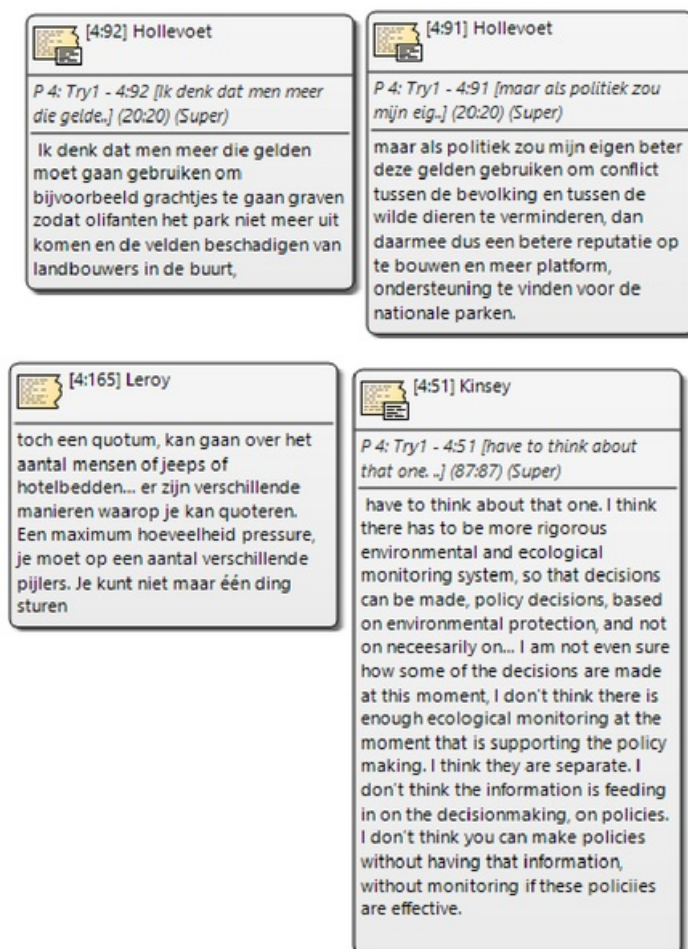 [4:92] Hollevoet
P 4: Try1 - 4:92 [Ik denk dat men meer
die gelde..] (20:20) (Super)
Ik denk dat men meer die gelden
moet gaan gebruiken om
bijvoorbeeld grachtjes te gaan graven
zodat olifanten het park niet meer uit
komen en de velden beschadigen van
landbouwers in de buurt,
[4:91] Hollevoet
P 4: Try1 - 4:91 [maar als politiek zou
mijn eig..] (20:20) (Super)
maar als politiek zou mijn eigen beter
deze gelden gebruiken om conflict
tussen de bevolking en tussen de
wilde dieren te verminderen, dan
daarmee dus een betere reputatie op
te bouwen en meer platform,
ondersteuning te vinden voor de
nationale parken.
[4:165] Leroy
toch een quotum, kan gaan over het
aantal mensen of jeeps of
hotelbedden... er zijn verschillende
manieren waarop je kan quoteren.
Een maximum hoeveelheid pressure,
je moet op een aantal verschillende
pijlers. Je kunt niet maar één ding
sturen
[4:51] Kinsey
P 4: Try1 - 4:51 [have to think about
that one. ..] (87:87) (Super)
have to think about that one. I think
there has to be more rigorous
environmental and ecological
monitoring system, so that decisions
can be made, policy decisions, based
on environmental protection, and not
on neceesarily on... I am not even sure
how some of the decisions are made
at this moment, I don't think there is
enough ecological monitoring at the
moment that is supporting the policy
making. I think they are separate. I
don't think the information is feeding
in on the decisionmaking, on policies.
I don't think you can make policies
without having that information,
without monitoring if these policiies
are effective.